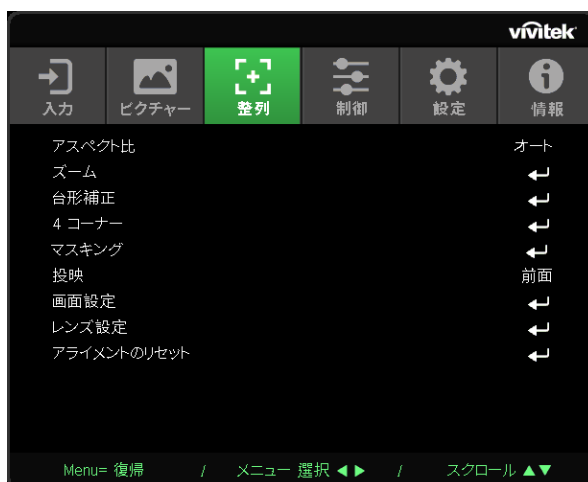 vivitek
入力 ピクチャー 整列 制御 設定 情報
アスペクト比 オート
ズーム
台形補正
4 コーナー
マスキング
投映 前面
画面設定
レンズ設定
アライメントのリセット
Menu= 復帰 / メニュー 選択 ◀ ▶ / スクロール ▲▼